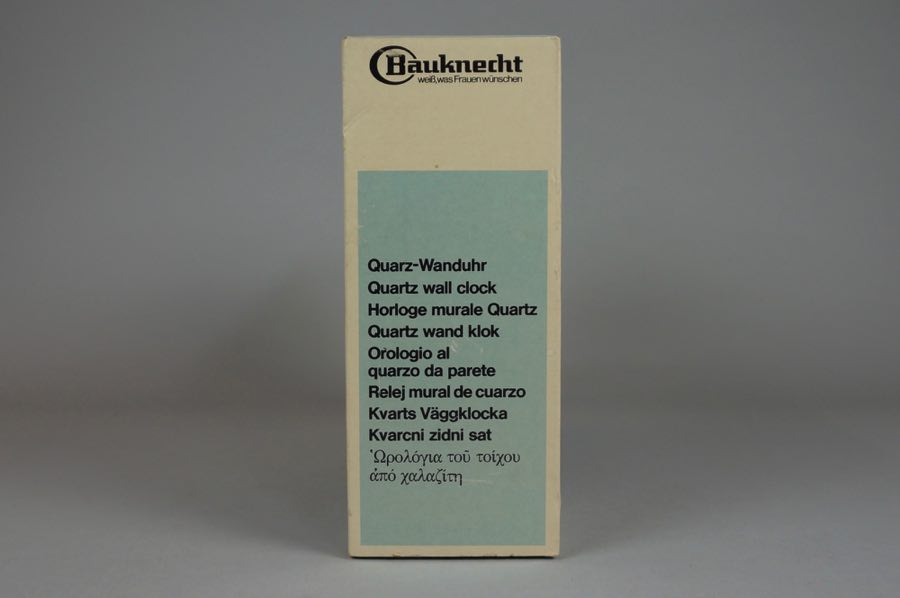 Bauknecht
weiß, was Frauen wünschen
Quarz-Wanduhr
Quartz wall clock
Horloge murale Quartz
Quartz wand klok
Orologio al
quarzo da parete
Relej mural de cuarzo
Kvarts Väggklocka
Kvarcni zidni sat
Ὡρολόγια τοῦ τοίχου
ἀπό χαλαζίτη